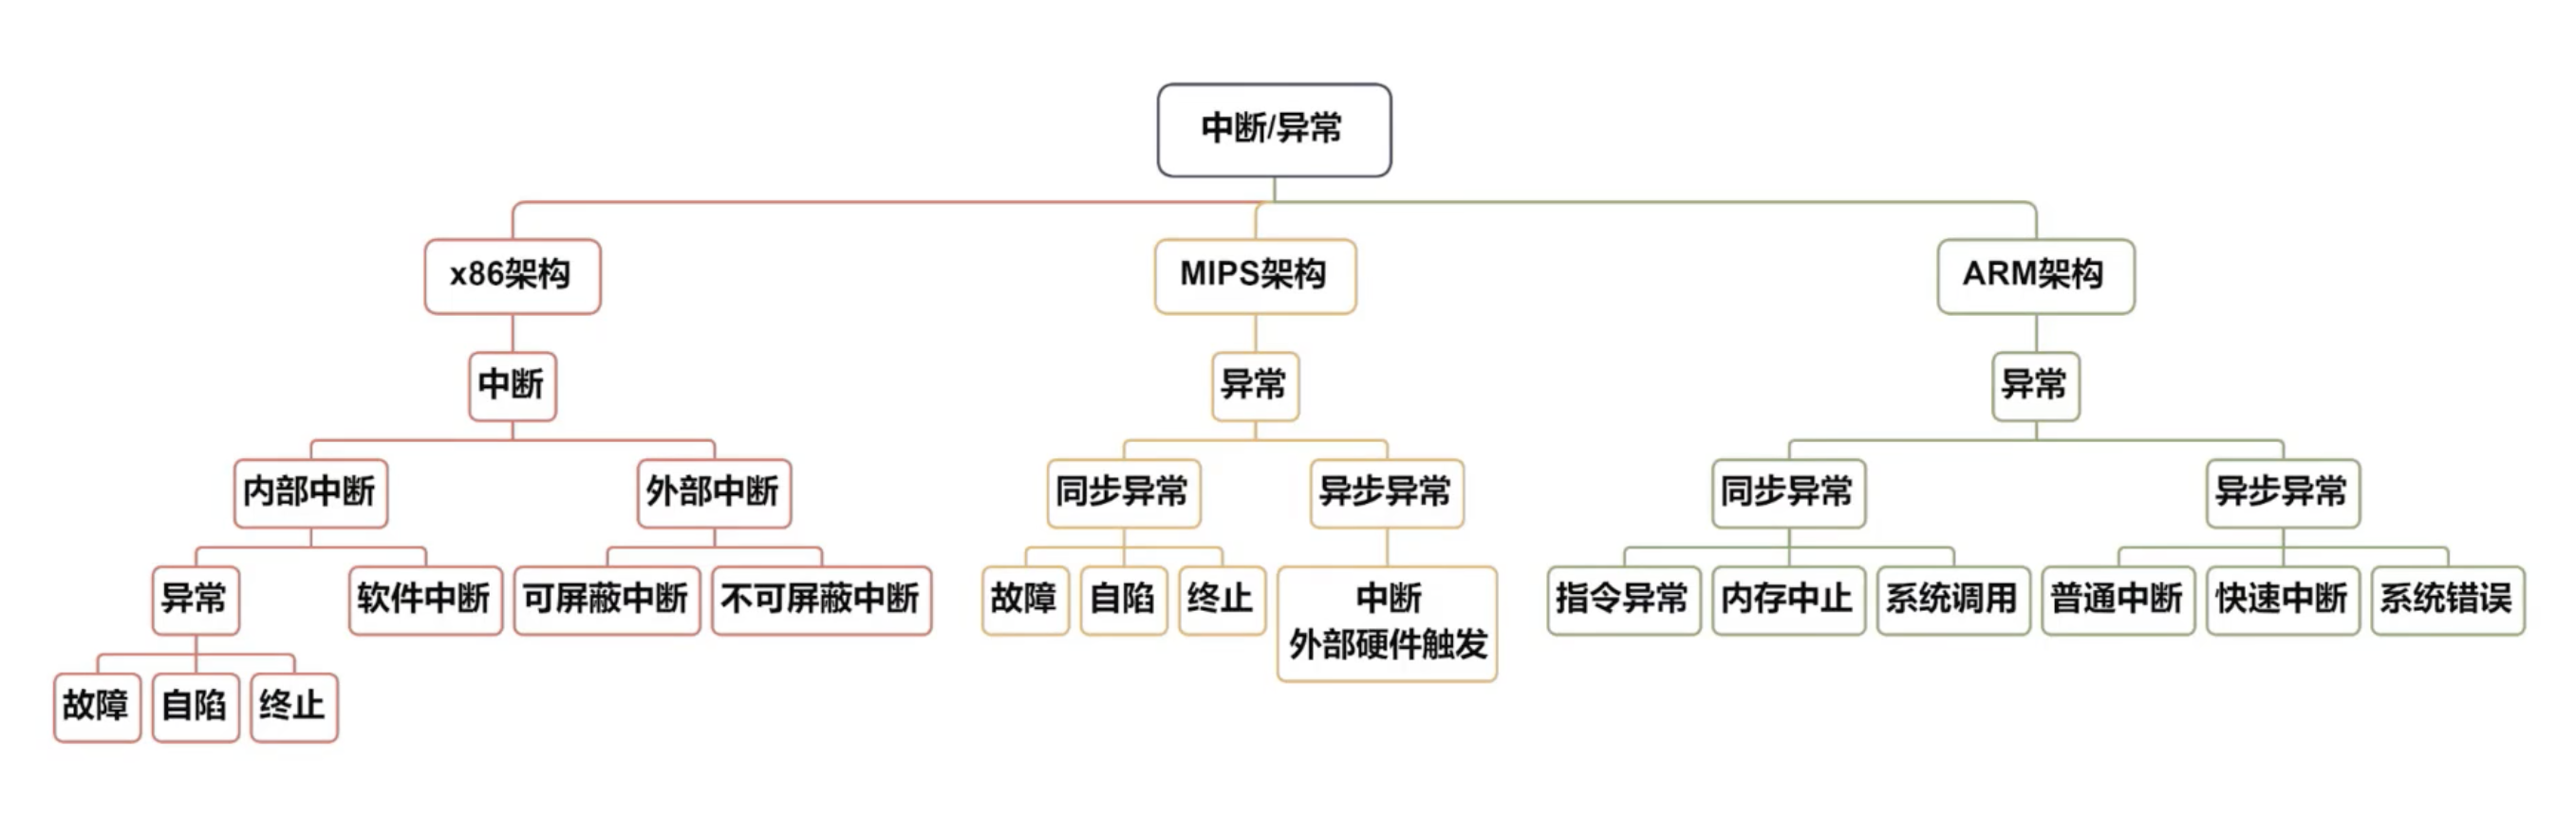 中断/异常
x86架构
MIPS架构
ARM架构
中断
异常
异常
内部中断
外部中断
同步异常
异步异常
同步异常
异步异常
异常
软件中断
可屏蔽中断
不可屏蔽中断
故障
自陷
终止
中断
外部硬件触发
指令异常
内存中止
系统调用
普通中断
快速中断
系统错误
故障
自陷
终止